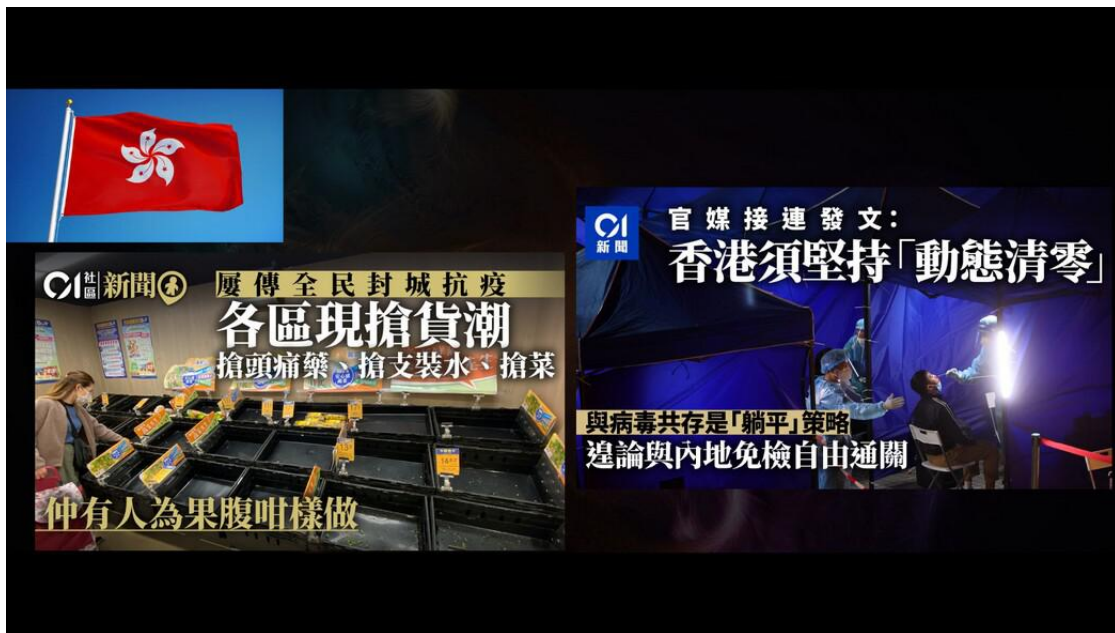 01社區新聞
屢傳全民封城抗疫
各區現搶貨潮
搶頭痛藥、搶支裝水、搶菜
仲有人為果腹咁樣做
01
新聞
官媒接連發文：
香港須堅持「動態清零」
與病毒共存是「躺平」策略
遑論與內地免檢自由通關